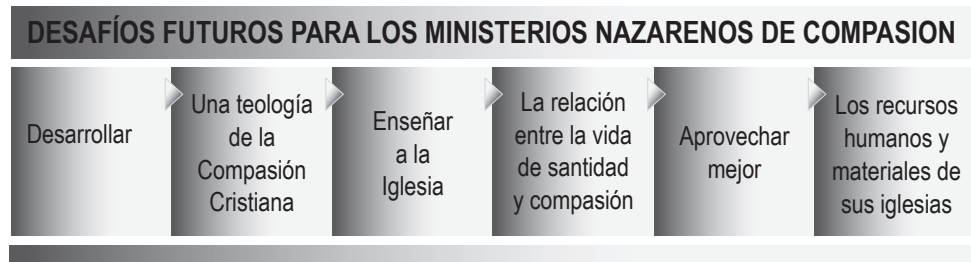 DESAFÍOS FUTUROS PARA LOS MINISTERIOS NAZARENOS DE COMPASION
Desarrollar
Una teología
de la
Compasión
Cristiana
Enseñar
a la
Iglesia
La relación
entre la vida
de santidad
y compasión
Aprovechar
mejor
Los recursos
humanos y
materiales de
sus iglesias